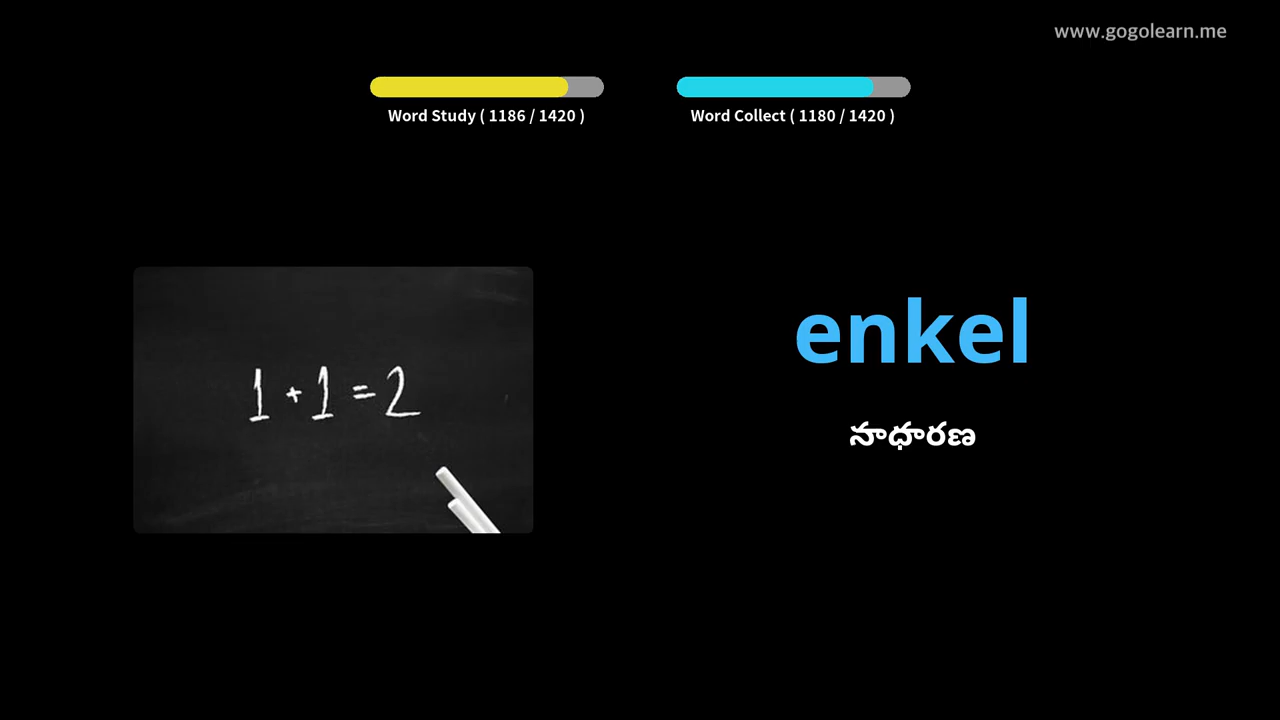 www.gogolearn.me
Word Study ( 1186 / 1420 )
Word Collect ( 1180 / 1420 )
1 + 1 = 2
enkel
సాధారణ